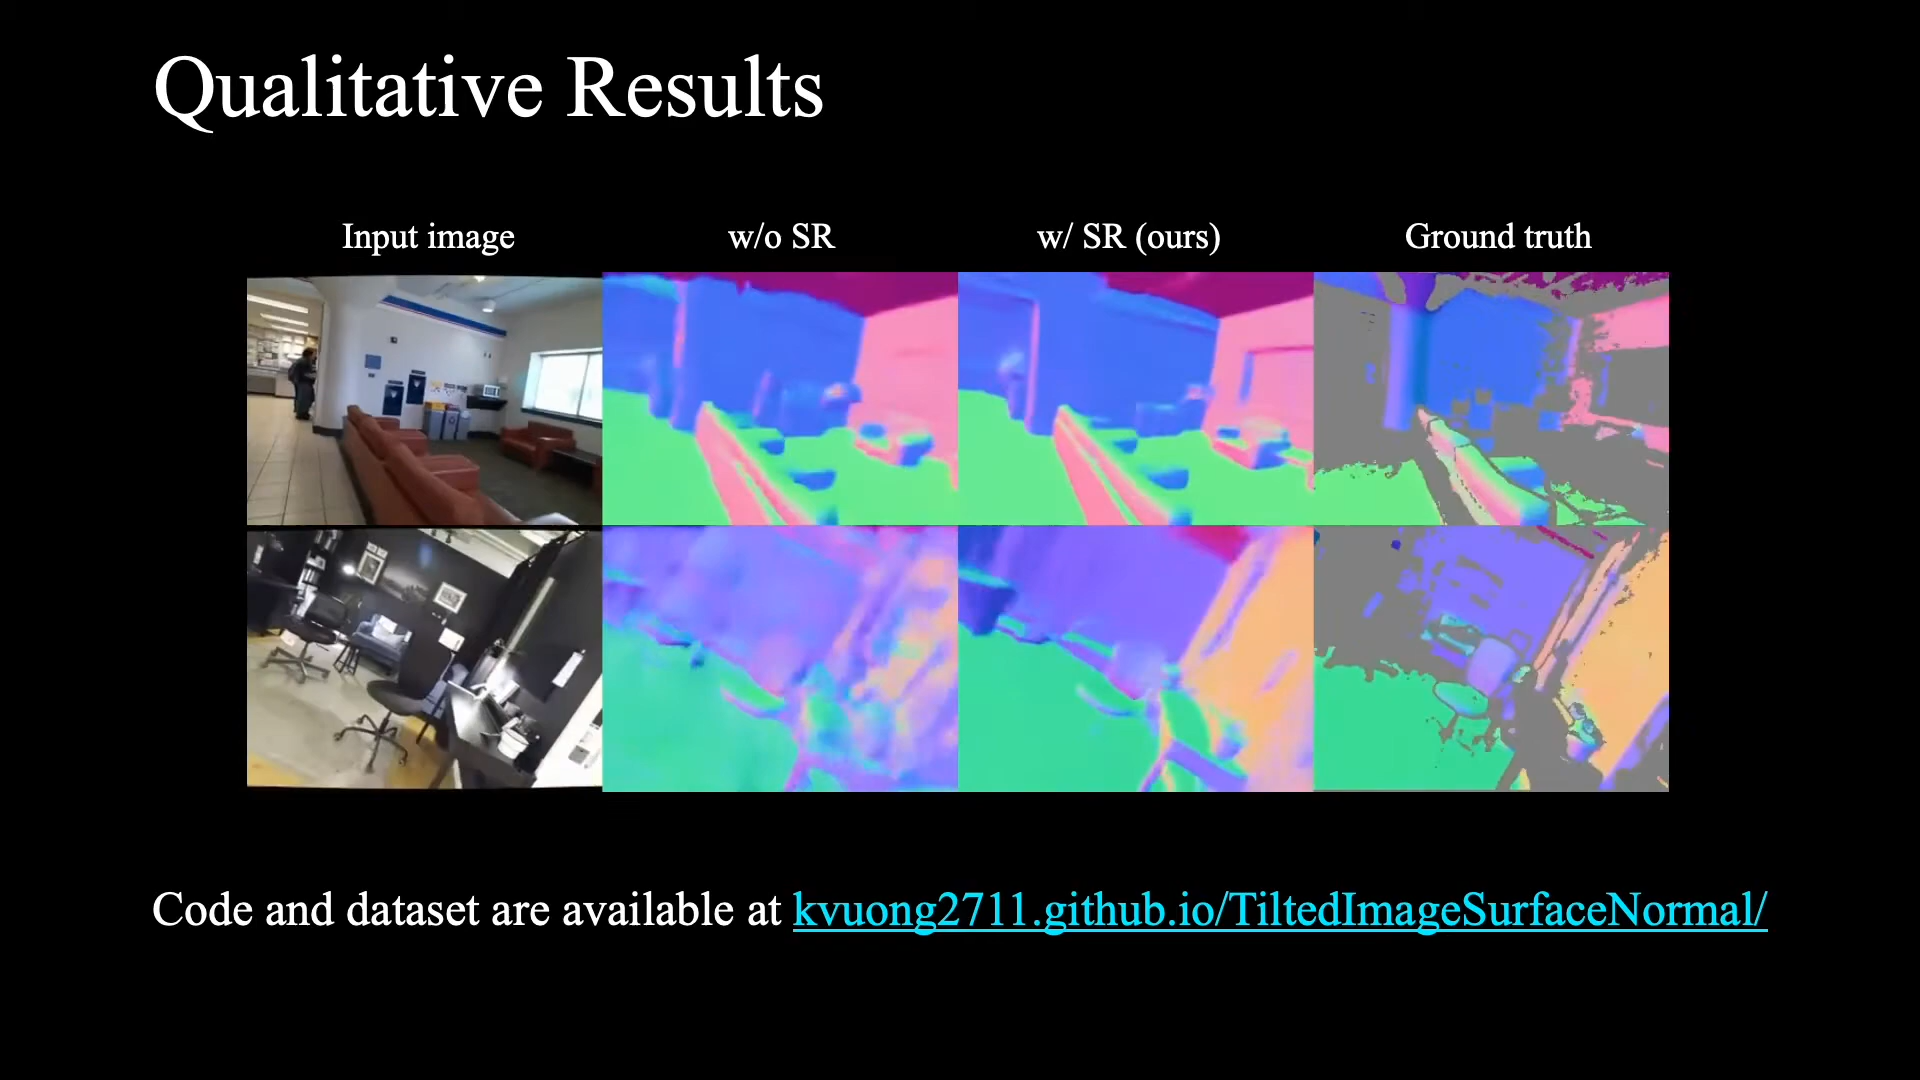 Qualitative Results
Input image
w/o SR
w/ SR (ours)
Ground truth
Code and dataset are available at kvuong2711.github.io/TiltedImageSurfaceNormal/